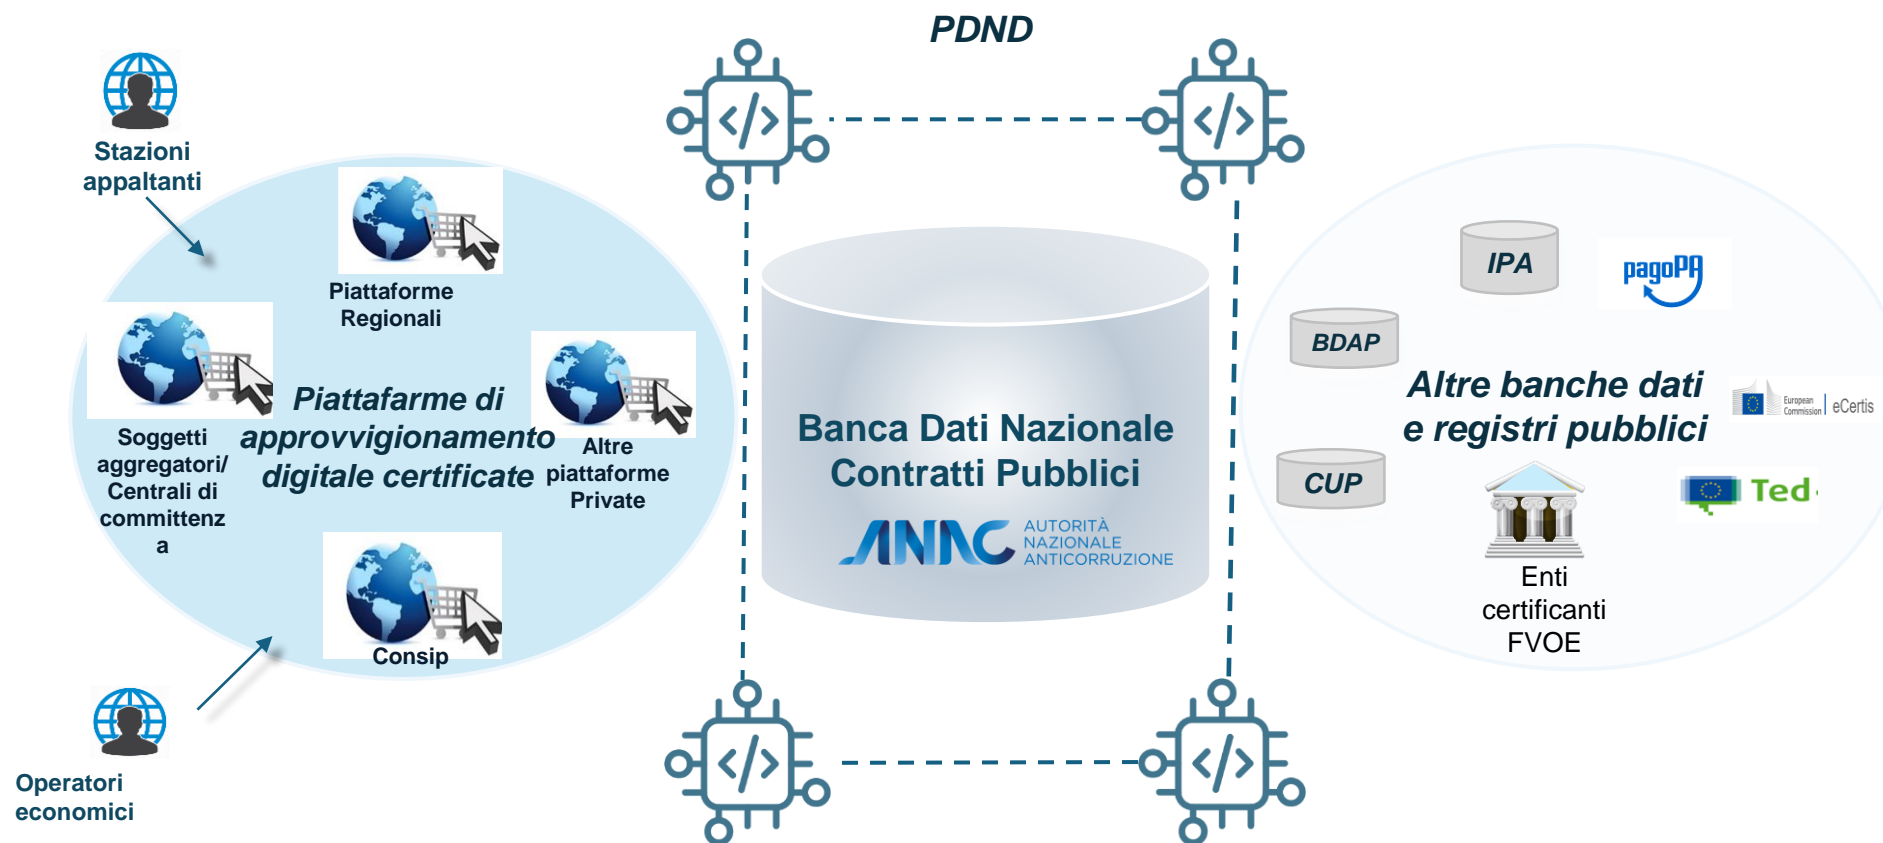 PDND
Stazioni
appaltanti
Piattaforme
Regionali
Soggetti
aggregatori/
Centrali di
committenz
a
Piattafarme di
approvvigionamento
digitale certificate
Altre
piattaforme
Private
Consip
Operatori
economici
</>
</>
</>
</>
Banca Dati Nazionale
Contratti Pubblici
ANAC
AUTORITÀ
NAZIONALE
ANTICORRUZIONE
IPA
pagoPA
BDAP
Altre banche dati
e registri pubblici
European
Commission
eCertis
CUP
Ted
Enti
certificanti
FVOE